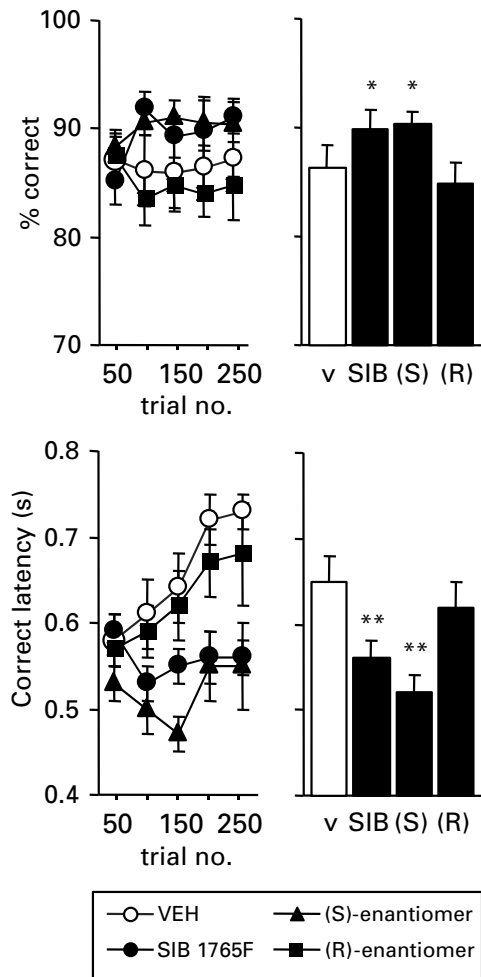 100
90
80
70
% correct
50 150 250
trial no.
* *
v SIB (S) (R)
0.8
0.7
0.6
0.5
0.4
Correct latency (s)
50 150 250
trial no.
** **
v SIB (S) (R)
VEH (S)-enantiomer
SIB 1765F (R)-enantiomer